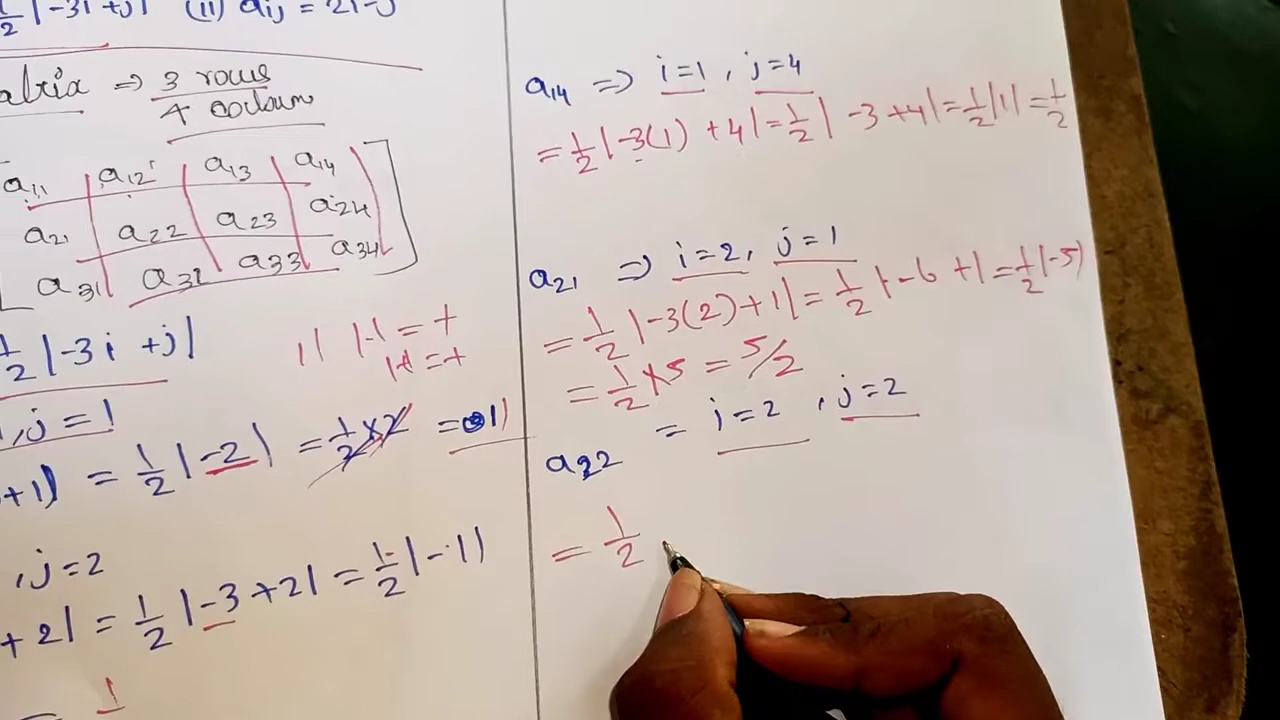 1/2 |-3i + j| (ii) aij = 2i-j
atrix => 3 rows
4 column
a11 a12 a13 a14
a21 a22 a23 a24
a31 a32 a33 a34
1/2 |-3i +j| || |-| = +
|+| = +
, j = 1
+1)| = 1/2 |-2| = 1/2 × 2 = 1
, j = 2
+ 2| = 1/2 |-3 + 2| = 1/2 |-1|
1
a14 => i=1, j=4
= 1/2 |-3(1) + 4| = 1/2 |-3+4| = 1/2 |1| = 1/2
a21 => i=2, j=1
= 1/2 |-3(2)+1| = 1/2 |-6 +1| = 1/2 |-5|
= 1/2 × 5 = 5/2
a22 = i=2, j=2
= 1/2